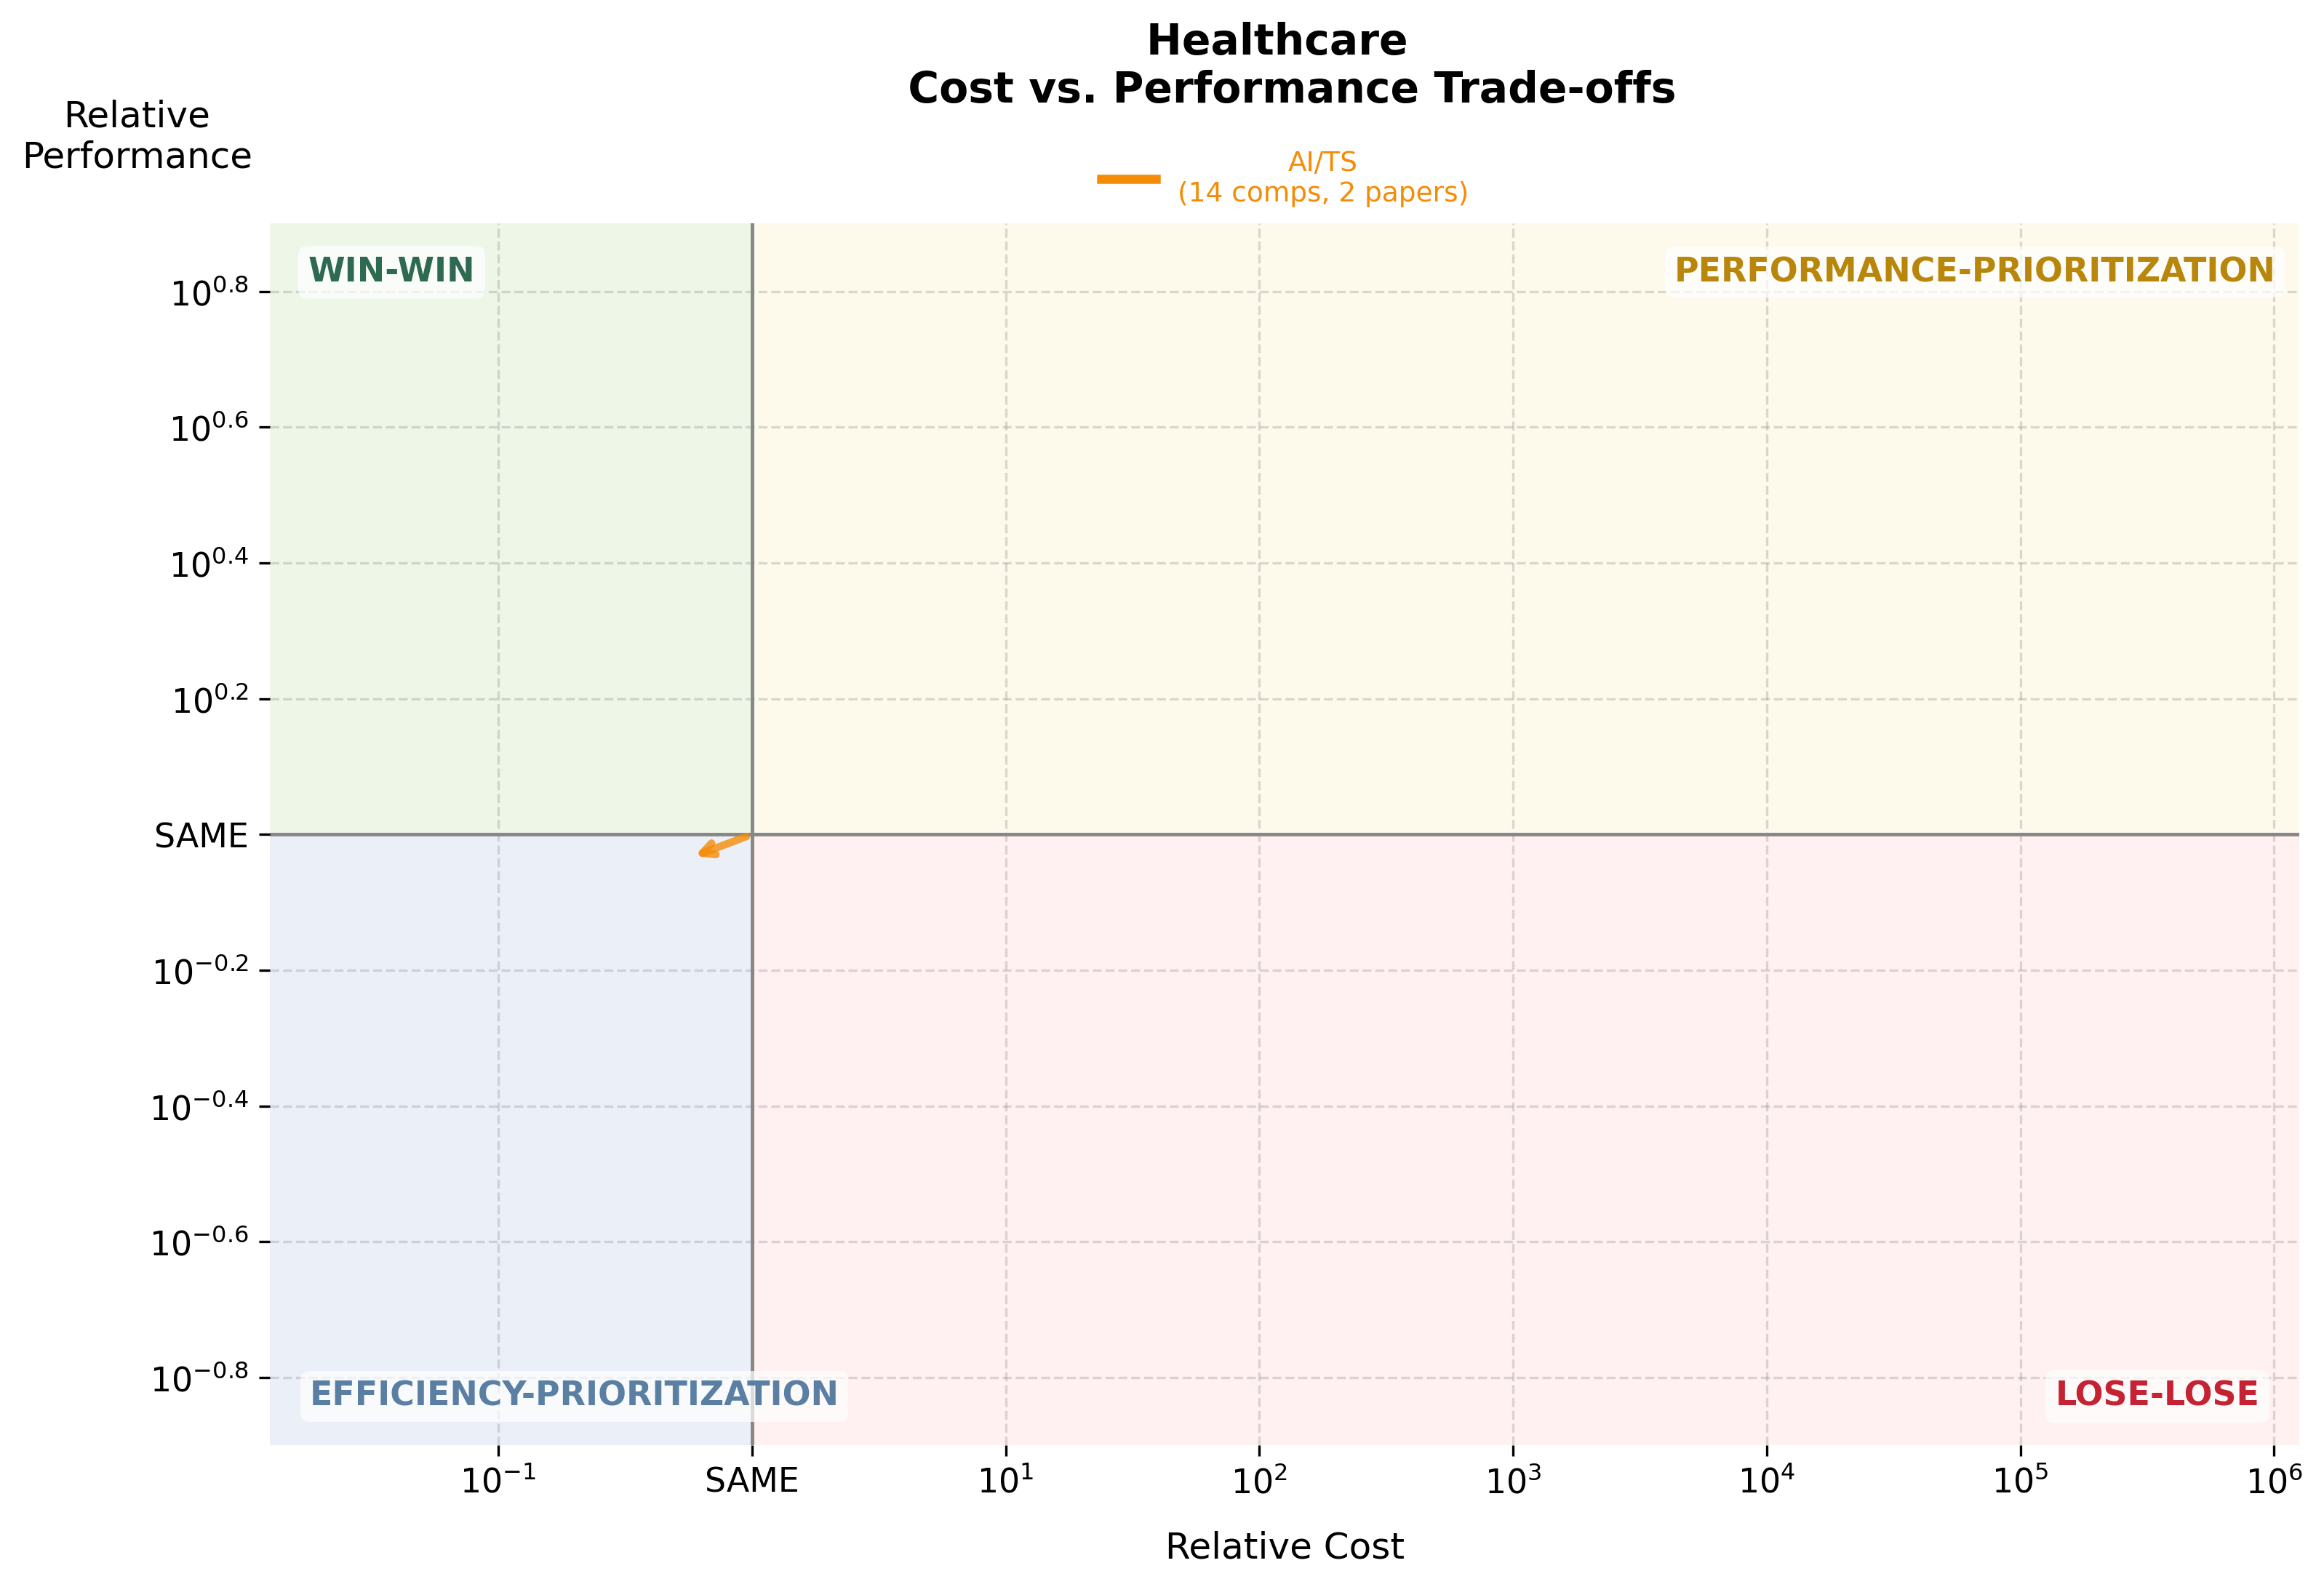 Healthcare
Cost vs. Performance Trade-offs
Relative
Performance
AI/TS
(14 comps, 2 papers)
WIN-WIN
PERFORMANCE-PRIORITIZATION
10^0.8
10^0.6
10^0.4
10^0.2
SAME
10^−0.2
10^−0.4
10^−0.6
10^−0.8
EFFICIENCY-PRIORITIZATION
LOSE-LOSE
10^−1 SAME 10^1 10^2 10^3 10^4 10^5 10^6
Relative Cost